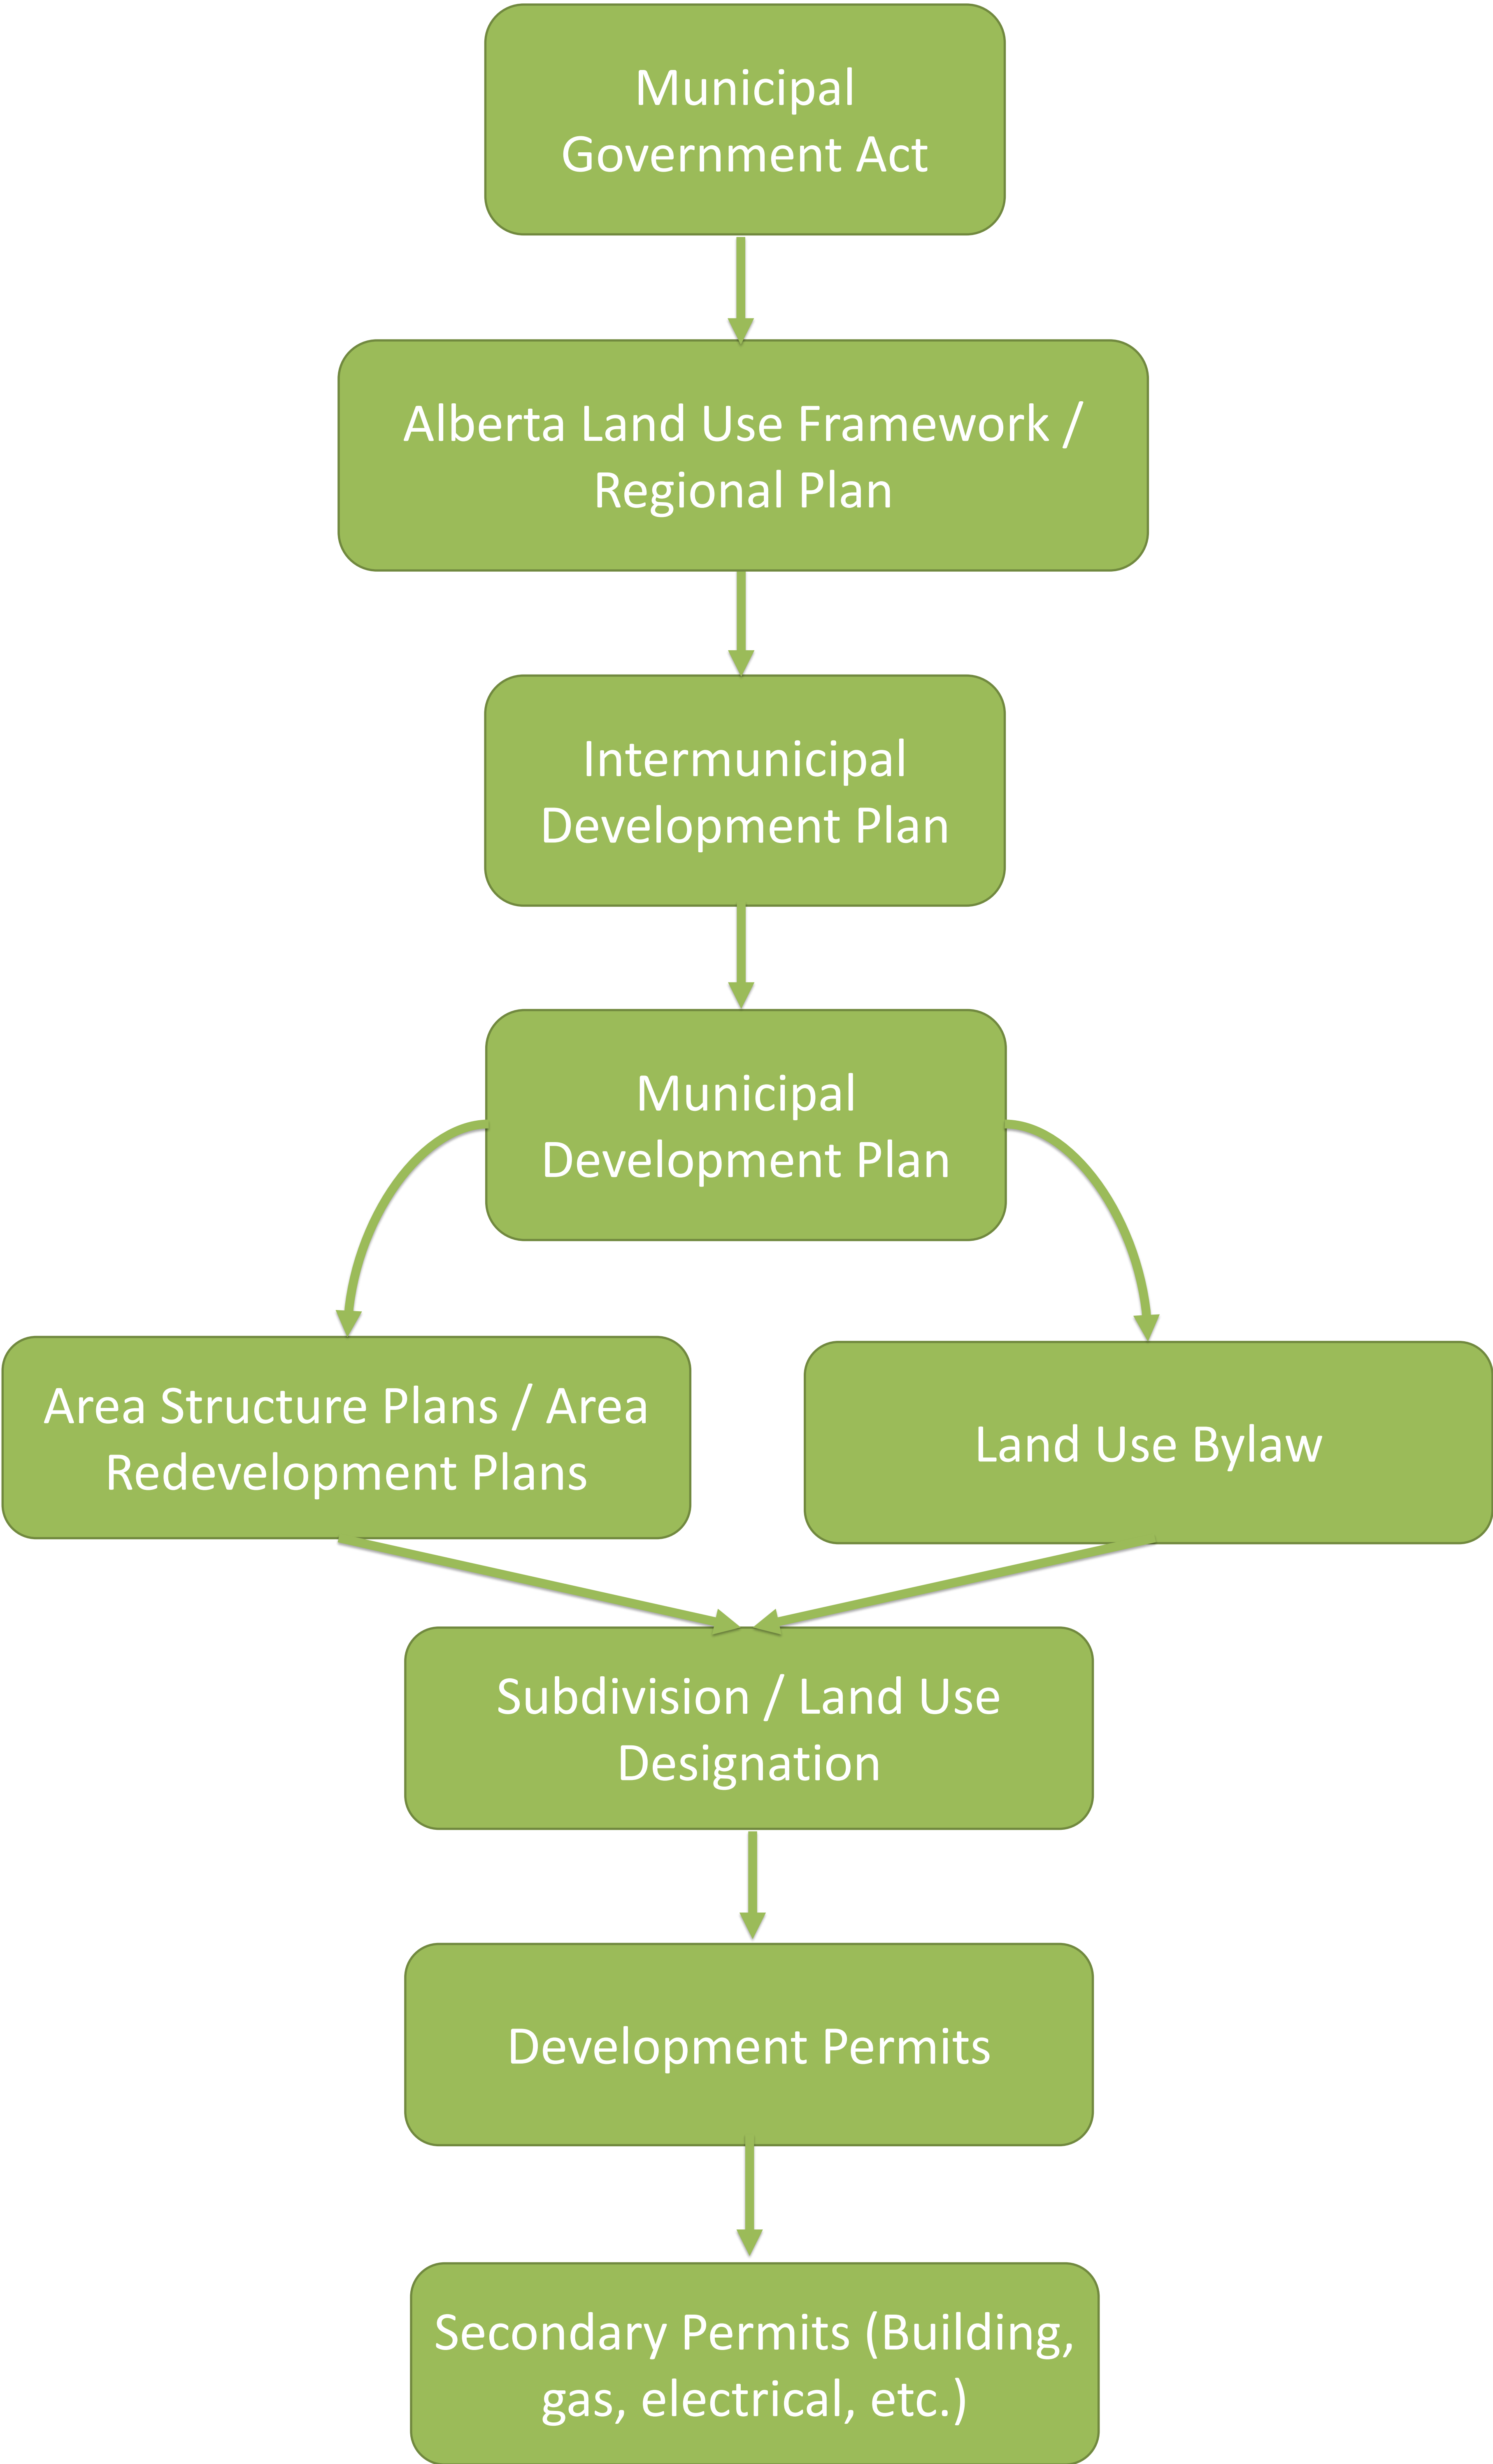 Municipal
Government Act
Alberta Land Use Framework /
Regional Plan
Intermunicipal
Development Plan
Municipal
Development Plan
Area Structure Plans / Area
Redevelopment Plans
Land Use Bylaw
Subdivision / Land Use
Designation
Development Permits
Secondary Permits (Building,
gas, electrical, etc.)